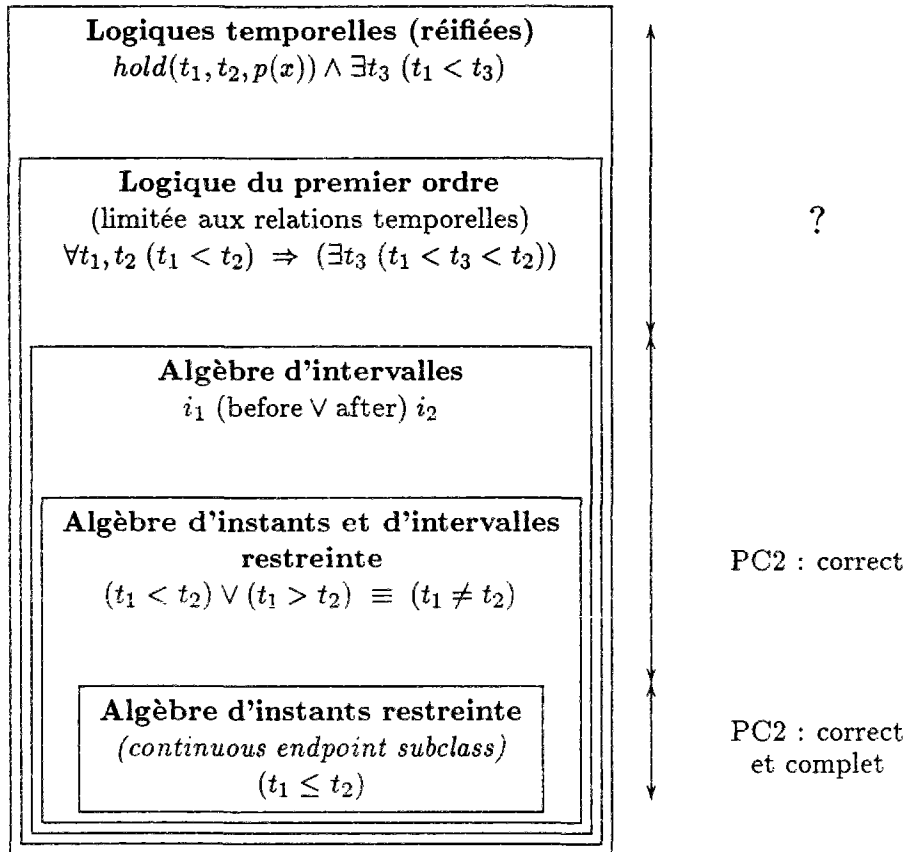 Logiques temporelles (réifiées)
hold(t₁, t₂, p(x)) ∧ ∃t₃ (t₁ < t₃)
Logique du premier ordre
(limitée aux relations temporelles)
∀t₁, t₂ (t₁ < t₂) ⇒ (∃t₃ (t₁ < t₃ < t₂))
?
Algèbre d'intervalles
i₁ (before ∨ after) i₂
Algèbre d'instants et d'intervalles
restreinte
(t₁ < t₂) ∨ (t₁ > t₂) ≡ (t₁ ≠ t₂)
PC2 : correct
Algèbre d'instants restreinte
(continuous endpoint subclass)
(t₁ ≤ t₂)
PC2 : correct
et complet